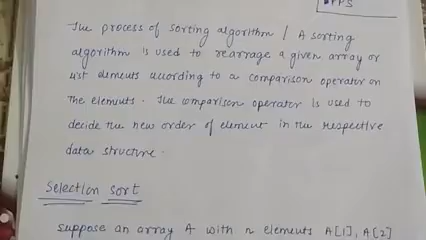 PPS
The process of sorting algorithm / A sorting
algorithm is used to rearrage a given array or
list elements according to a comparison operator on
the elements. The comparison operator is used to
decide the new order of element in the respective
data structure.
Selection sort
Suppose an array A with n elements A[1], A[2]